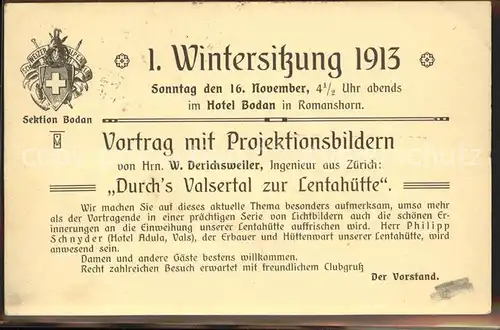 1. Wintersitzung 1913
Sonntag den 16. November, 4½ Uhr abends
im Hotel Bodan in Romanshorn.
Sektion Bodan
Vortrag mit Projektionsbildern
von Hrn. W. Derichsweiler, Ingenieur aus Zürich:
„Durch's Valsertal zur Lentahütte“.
Wir machen Sie auf dieses aktuelle Thema besonders aufmerksam, umso mehr
als der Vortragende in einer prächtigen Serie von Lichtbildern auch die schönen Er-
innerungen an die Einweihung unserer Lentahütte auffrischen wird. Herr Philipp
Schnyder (Hotel Adula, Vals), der Erbauer und Hüttenwart unserer Lentahütte, wird
anwesend sein.
Damen und andere Gäste bestens willkommen.
Recht zahlreichen Besuch erwartet mit freundlichem Clubgruß
Der Vorstand.